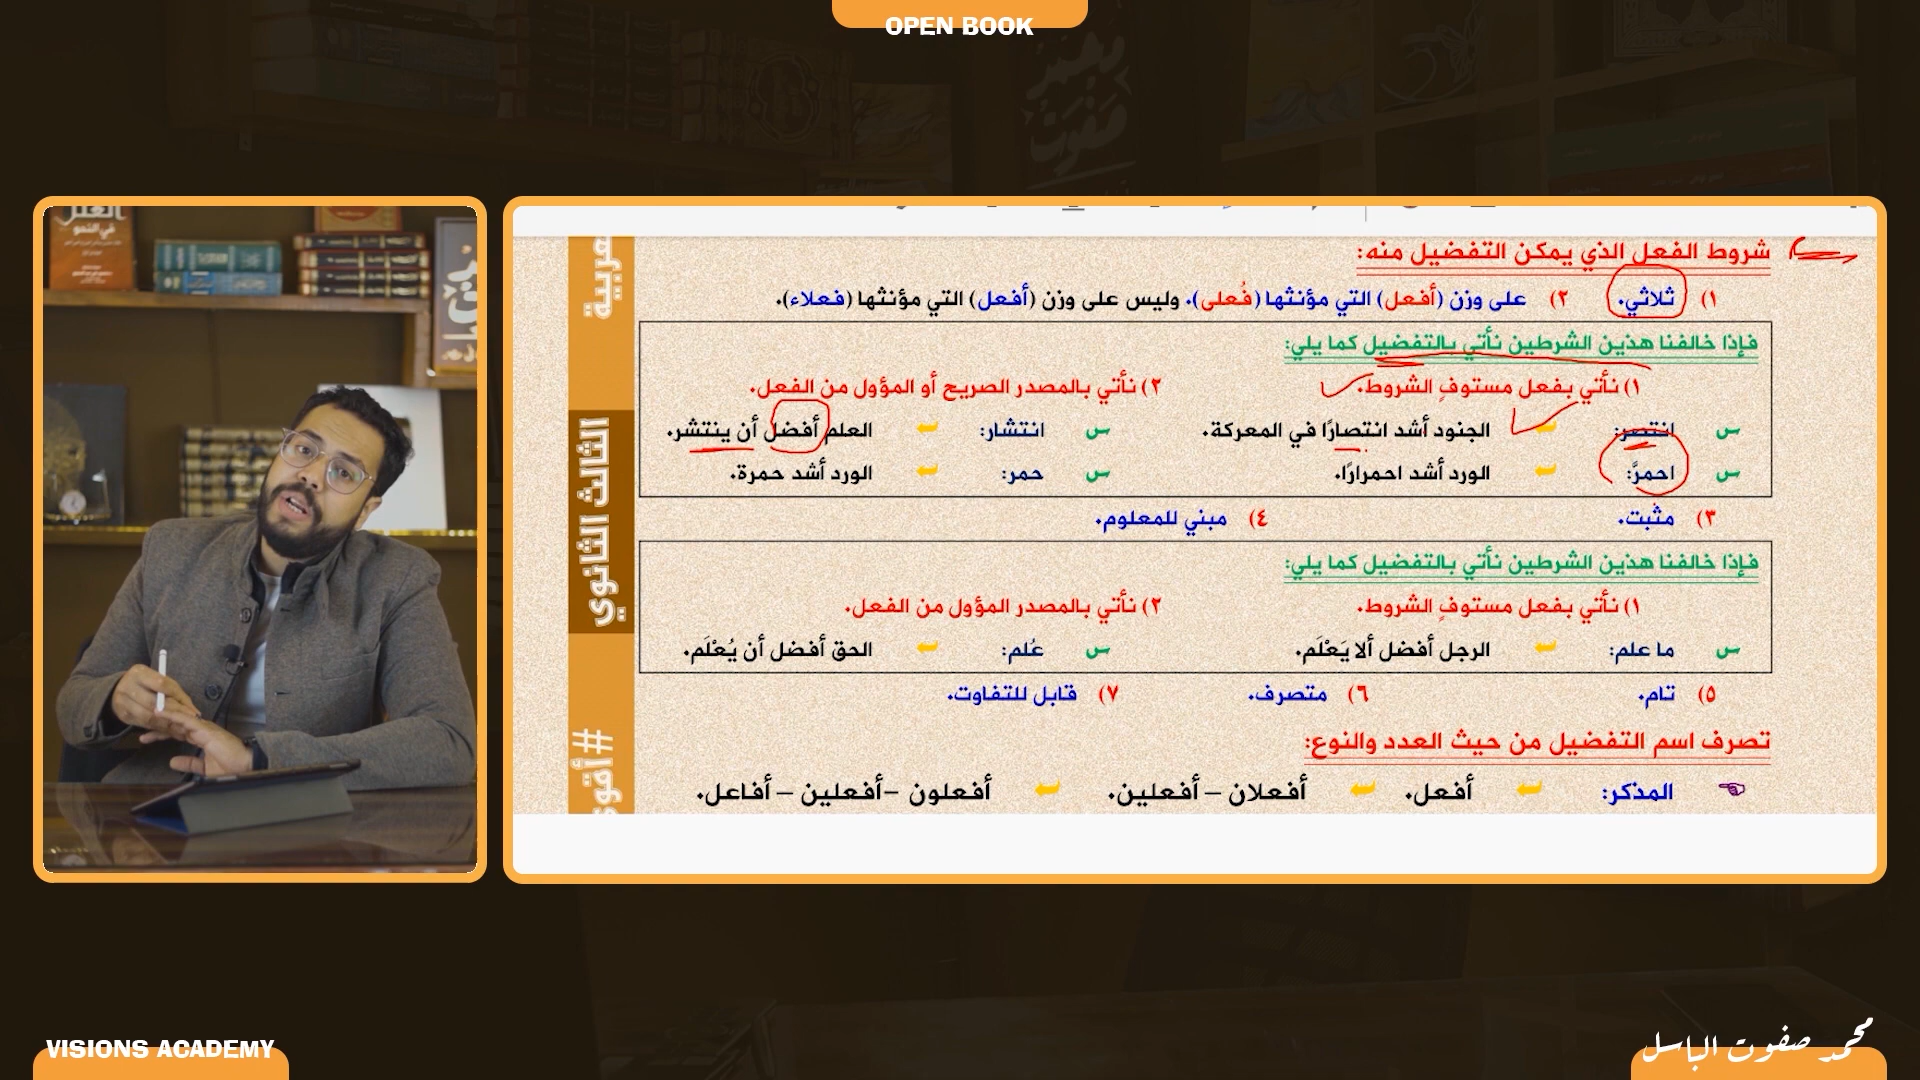 OPEN BOOK
العربية
الثالث الثانوي
شروط الفعل الذي يمكن التفضيل منه:
١) ثلاثي. ٢) على وزن (أفعل) التي مؤنثها (فُعلى). وليس على وزن (أفعل) التي مؤنثها (فعلاء).
فإذا خالفنا هذين الشرطين نأتي بالتفضيل كما يلي:
١) نأتي بفعل مستوفٍ الشروط. ٢) نأتي بالمصدر الصريح أو المؤول من الفعل.
س انتصر: الجنود أشد انتصارًا في المعركة. س انتشار: العلم أفضل أن ينتشر.
س احمرَّ: الورد أشد احمرارًا. س حمر: الورد أشد حمرة.
٣) مثبت. ٤) مبني للمعلوم.
فإذا خالفنا هذين الشرطين نأتي بالتفضيل كما يلي:
١) نأتي بفعل مستوفٍ الشروط. ٢) نأتي بالمصدر المؤول من الفعل.
س ما علم: الرجل أفضل ألا يَعْلَم. س عُلم: الحق أفضل أن يُعْلَم.
٥) تام. ٦) متصرف. ٧) قابل للتفاوت.
تصرف اسم التفضيل من حيث العدد والنوع:
المذكر: أفعل. أفعلان – أفعلين. أفعلون –أفعلين – أفاعل.
VISIONS ACADEMY
محمد صفوت الباسل